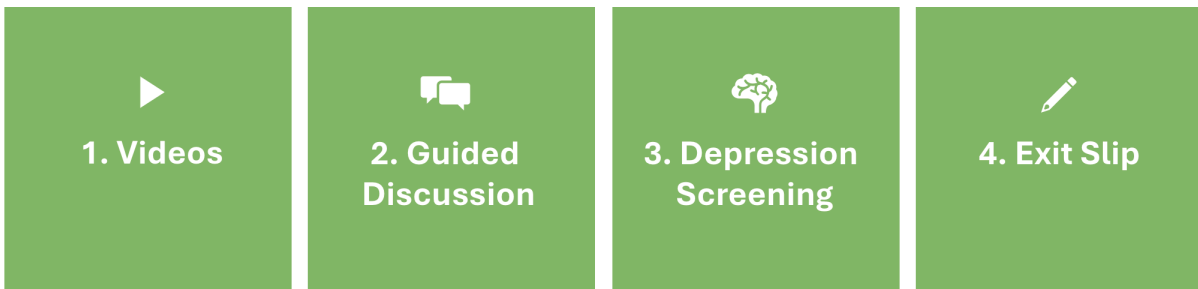 1. Videos
2. Guided
Discussion
3. Depression
Screening
4. Exit Slip